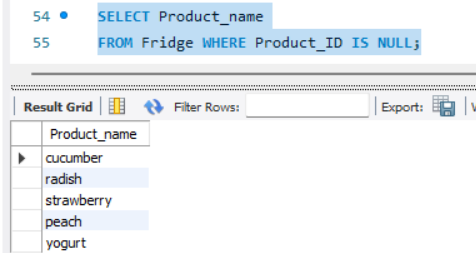 54 SELECT Product_name
55 FROM Fridge WHERE Product_ID IS NULL;
Result Grid Filter Rows: Export:
Product_name
cucumber
radish
strawberry
peach
yogurt